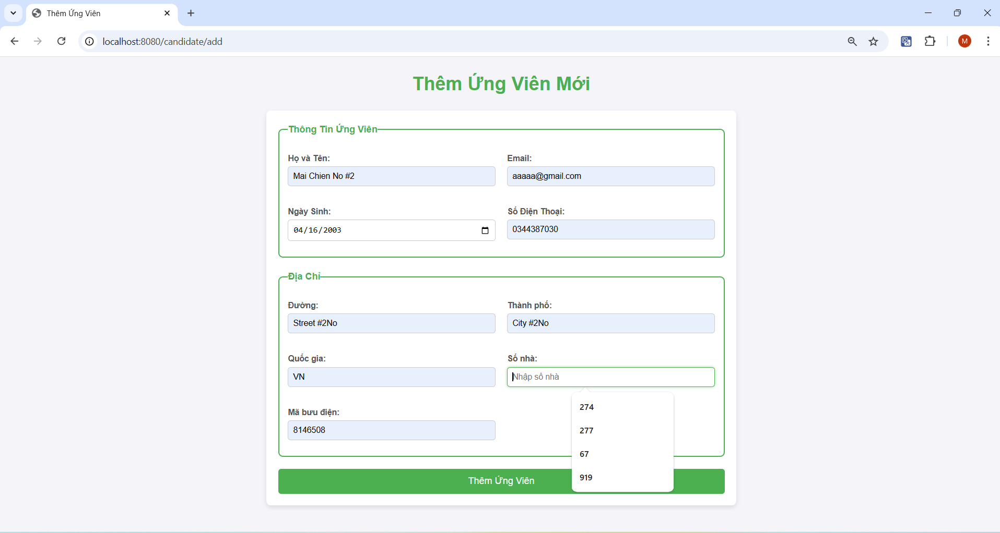 Thêm Ứng Viên
localhost:8080/candidate/add
M
Thêm Ứng Viên Mới
Thông Tin Ứng Viên
Họ và Tên:
Email:
Mai Chien No #2
aaaaa@gmail.com
Ngày Sinh:
Số Điện Thoại:
04/16/2003
0344387030
Địa Chỉ
Đường:
Thành phố:
Street #2No
City #2No
Quốc gia:
Số nhà:
VN
Nhập số nhà
274
Mã bưu điện:
8146508
277
67
919
Thêm Ứng Viên